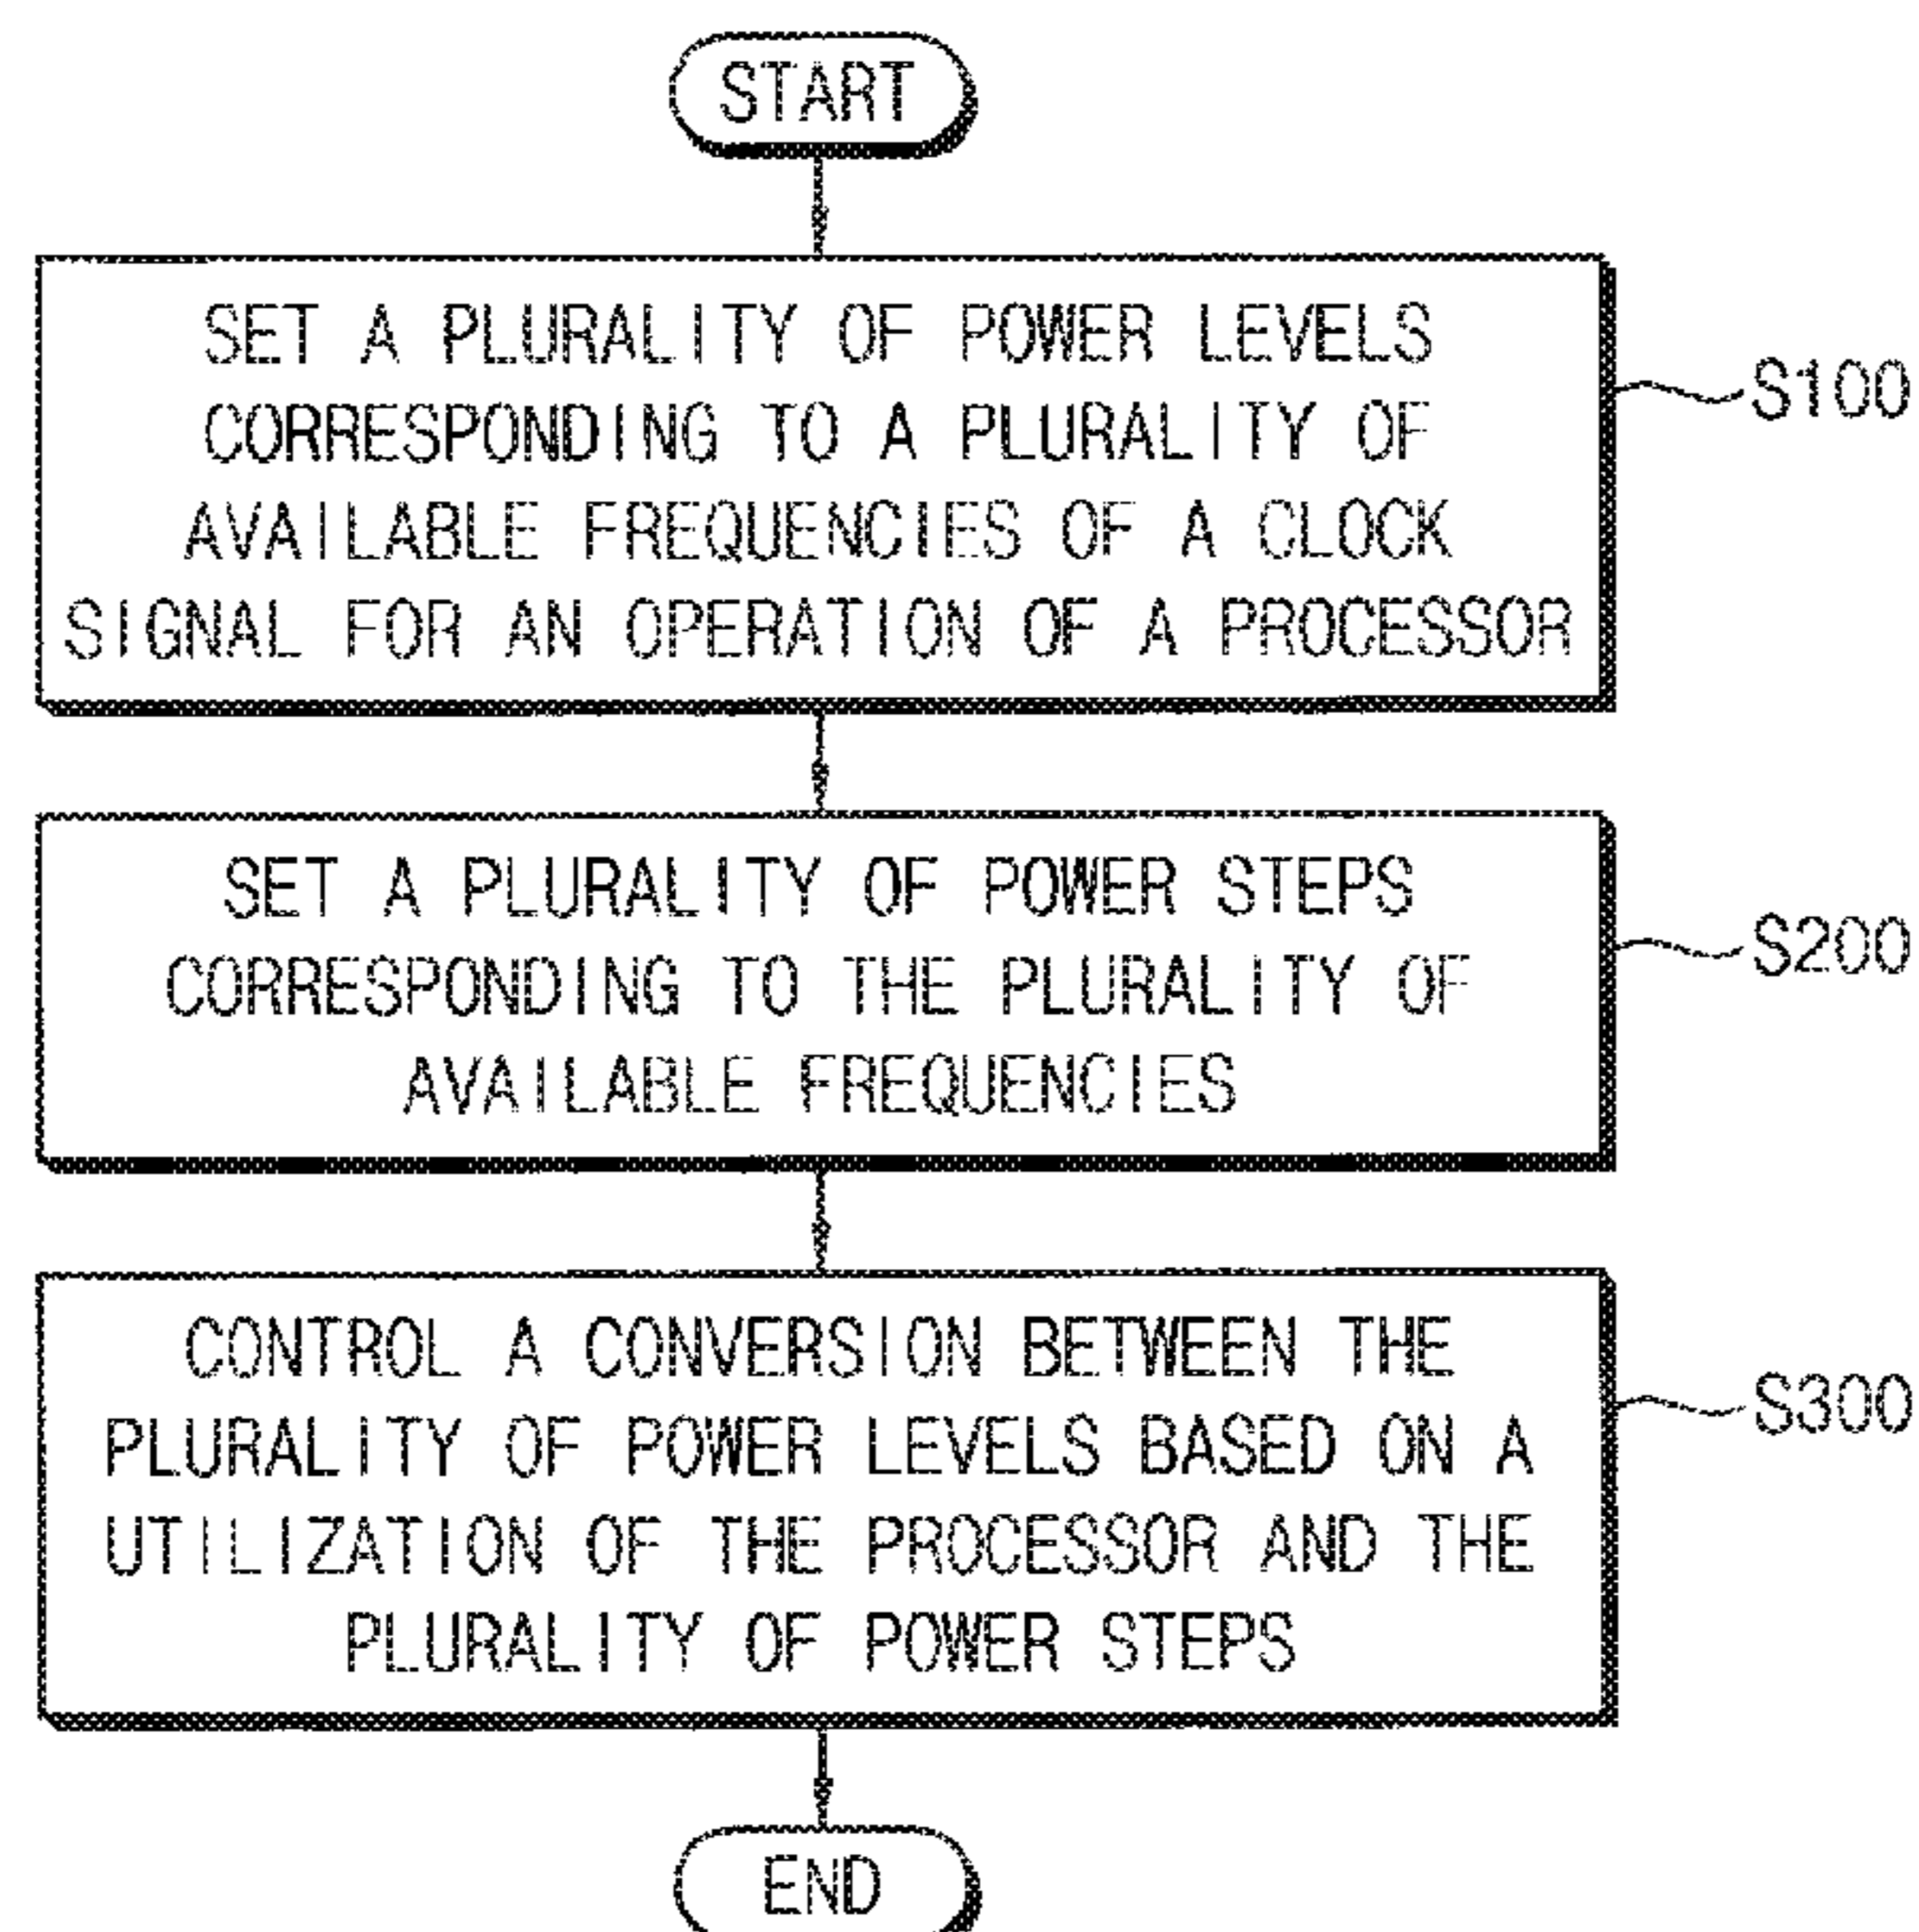 START
SET A PLURALITY OF POWER LEVELS
CORRESPONDING TO A PLURALITY OF
AVAILABLE FREQUENCIES OF A CLOCK
SIGNAL FOR AN OPERATION OF A PROCESSOR
S100
SET A PLURALITY OF POWER STEPS
CORRESPONDING TO THE PLURALITY OF
AVAILABLE FREQUENCIES
S200
CONTROL A CONVERSION BETWEEN THE
PLURALITY OF POWER LEVELS BASED ON A
UTILIZATION OF THE PROCESSOR AND THE
PLURALITY OF POWER STEPS
S300
END